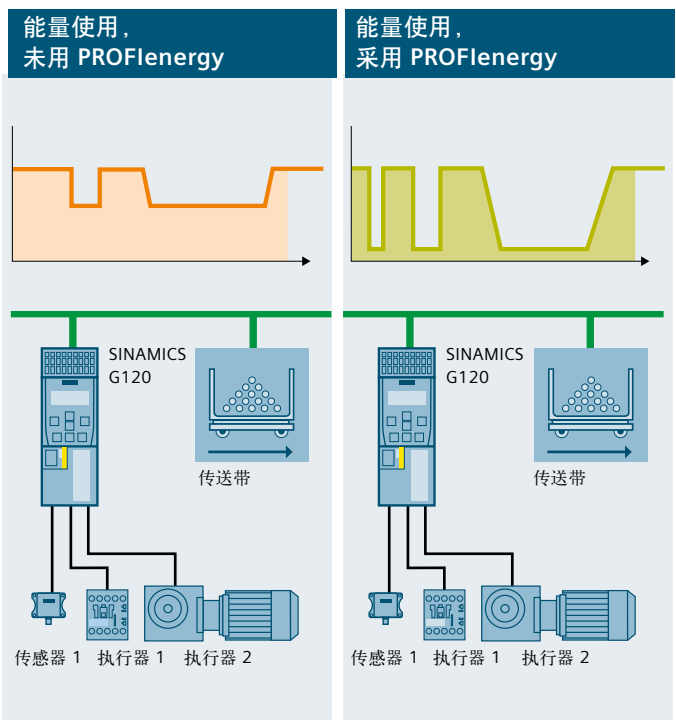 能量使用，
未用 PROFIenergy
能量使用，
采用 PROFIenergy
SINAMICS
G120
传送带
传感器 1
执行器 1
执行器 2
SINAMICS
G120
传送带
传感器 1
执行器 1
执行器 2